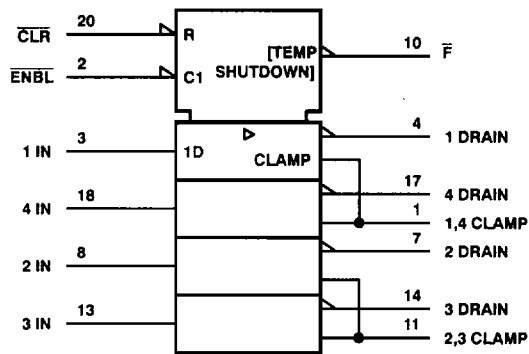 CLR 20 R [TEMP SHUTDOWN] 10 F
ENBL 2 C1
1 IN 3 1D CLAMP 4 1 DRAIN
4 IN 18 17 4 DRAIN
1 1,4 CLAMP
2 IN 8 7 2 DRAIN
3 IN 13 14 3 DRAIN
11 2,3 CLAMP